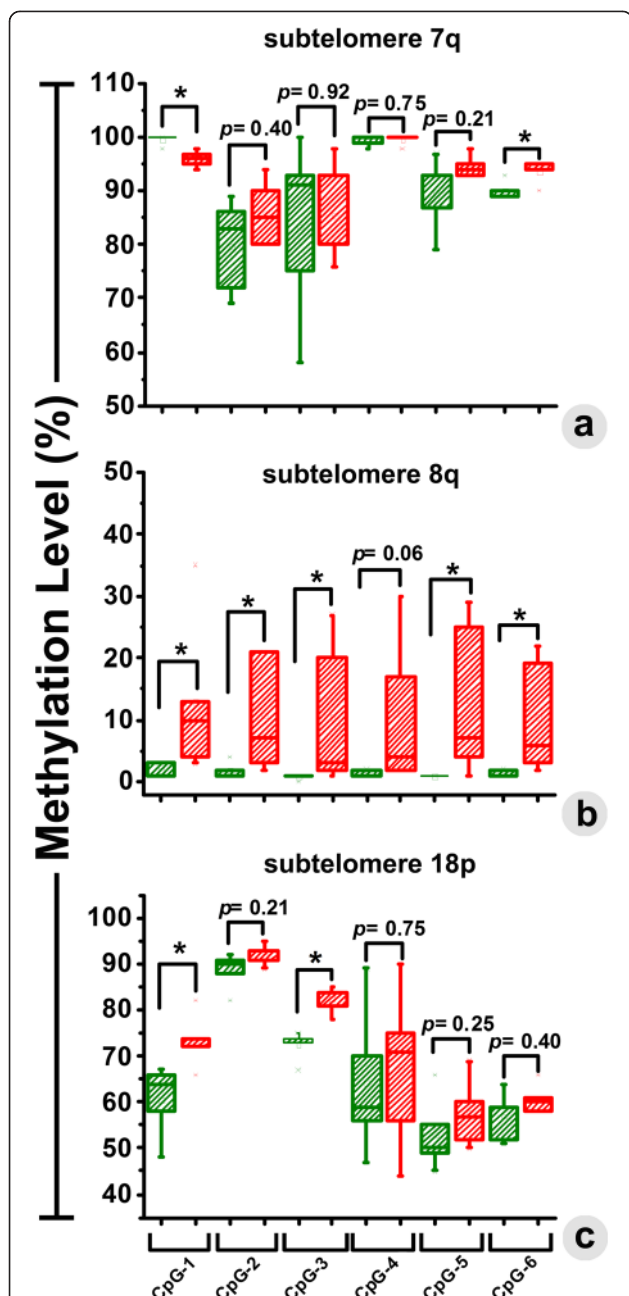 subtelomere 7q
110
100
90
80
70
60
50
*
p= 0.40
p= 0.92
p= 0.75
p= 0.21
*
a
Methylation Level (%)
subtelomere 8q
50
40
30
20
10
0
*
*
*
p= 0.06
*
*
b
subtelomere 18p
100
90
80
70
60
50
40
*
p= 0.21
*
p= 0.75
p= 0.25
p= 0.40
c
CpG-1
CpG-2
CpG-3
CpG-4
CpG-5
CpG-6